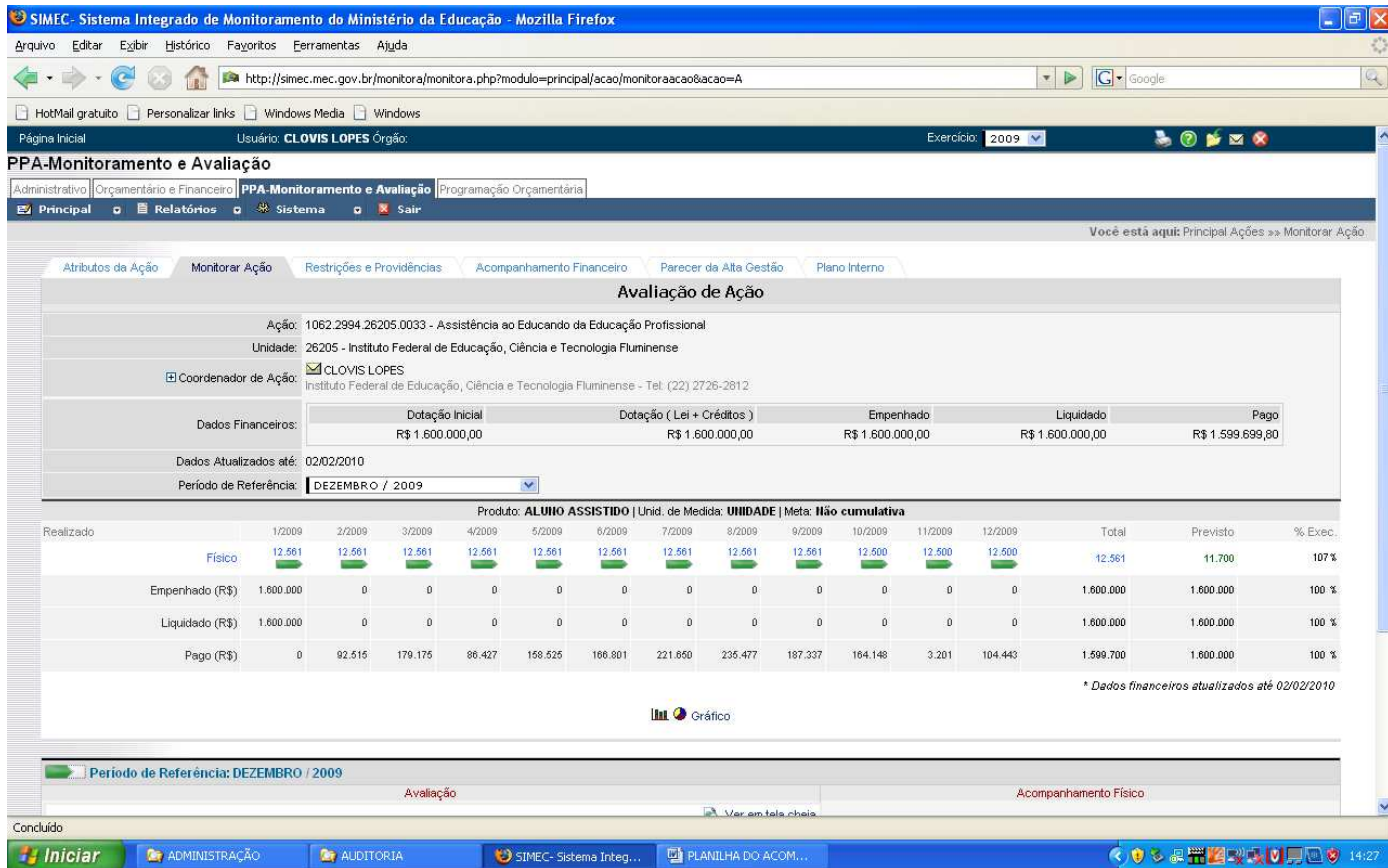 SIMEC- Sistema Integrado de Monitoramento do Ministério da Educação - Mozilla Firefox
Arquivo Editar Exibir Histórico Favoritos Ferramentas Ajuda
http://simec.mec.gov.br/monitora/monitora.php?modulo=principal/acao/monitoraacao&acao=A G Google
HotMail gratuito Personalizar links Windows Media Windows
Página Inicial Usuário: CLOVIS LOPES Órgão: Exercício: 2009
PPA-Monitoramento e Avaliação
Administrativo Orçamentário e Financeiro PPA-Monitoramento e Avaliação Programação Orçamentária
Principal Relatórios Sistema Sair
Você está aqui: Principal Ações »» Monitorar Ação
Atributos da Ação Monitorar Ação Restrições e Providências Acompanhamento Financeiro Parecer da Alta Gestão Plano Interno
Avaliação de Ação
Ação: 1062.2994.26205.0033 - Assistência ao Educando da Educação Profissional
Unidade: 26205 - Instituto Federal de Educação, Ciência e Tecnologia Fluminense
Coordenador de Ação: CLOVIS LOPES
Instituto Federal de Educação, Ciência e Tecnologia Fluminense - Tel: (22) 2726-2812
Dados Financeiros: Dotação Inicial Dotação ( Lei + Créditos ) Empenhado Liquidado Pago
R$ 1.600.000,00 R$ 1.600.000,00 R$ 1.600.000,00 R$ 1.600.000,00 R$ 1.599.699,80
Dados Atualizados até: 02/02/2010
Período de Referência: DEZEMBRO / 2009
Produto: ALUNO ASSISTIDO | Unid. de Medida: UNIDADE | Meta: Não cumulativa
Realizado 1/2009 2/2009 3/2009 4/2009 5/2009 6/2009 7/2009 8/2009 9/2009 10/2009 11/2009 12/2009 Total Previsto % Exec.
Físico 12.561 12.561 12.561 12.561 12.561 12.561 12.561 12.561 12.561 12.500 12.500 12.500 12.561 11.700 107 %
Empenhado (R$) 1.600.000 0 0 0 0 0 0 0 0 0 0 0 1.600.000 1.600.000 100 %
Liquidado (R$) 1.600.000 0 0 0 0 0 0 0 0 0 0 0 1.600.000 1.600.000 100 %
Pago (R$) 0 92.515 179.175 86.427 158.525 166.801 221.650 235.477 187.337 164.148 3.201 104.443 1.599.700 1.600.000 100 %
* Dados financeiros atualizados até 02/02/2010
Gráfico
Período de Referência: DEZEMBRO / 2009
Avaliação Acompanhamento Físico
Ver em tela cheia
Concluído
Iniciar ADMINISTRAÇÃO AUDITORIA SIMEC- Sistema Integ... PLANILHA DO ACOM... 14:27